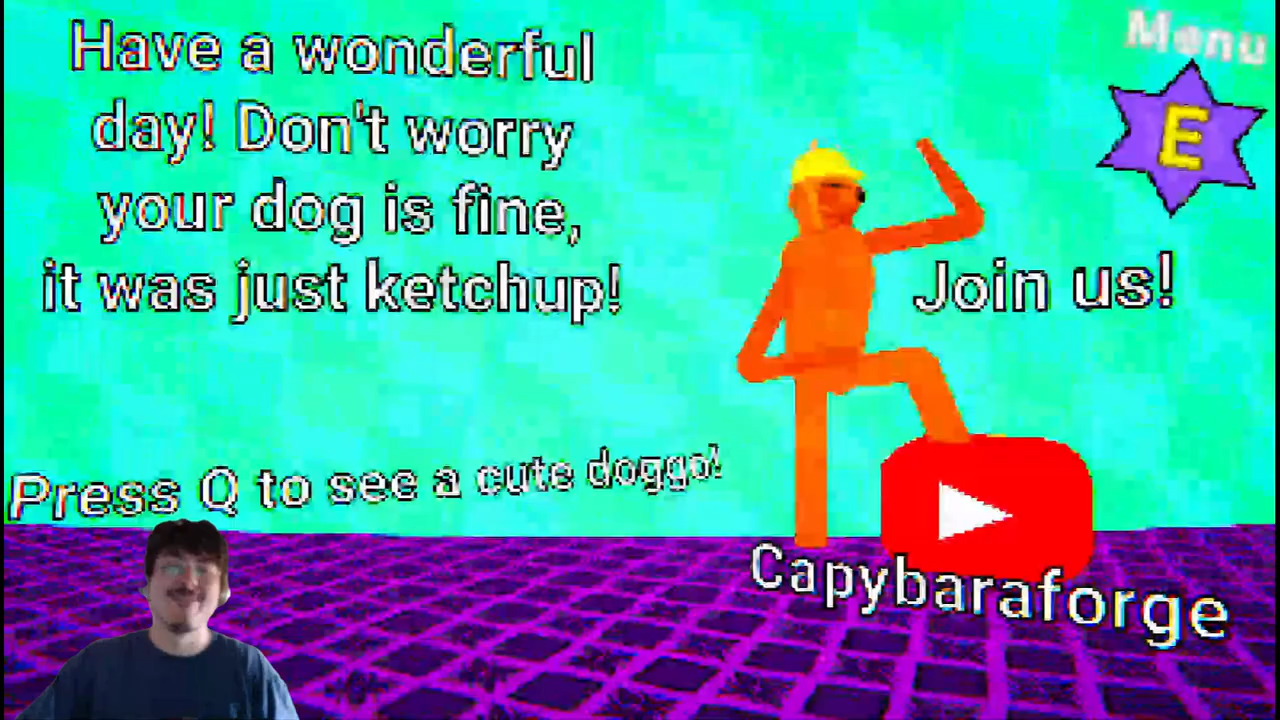 Have a wonderful
day! Don't worry
your dog is fine,
it was just ketchup!
Menu
E
Join us!
Press Q to see a cute doggo!
Capybaraforge